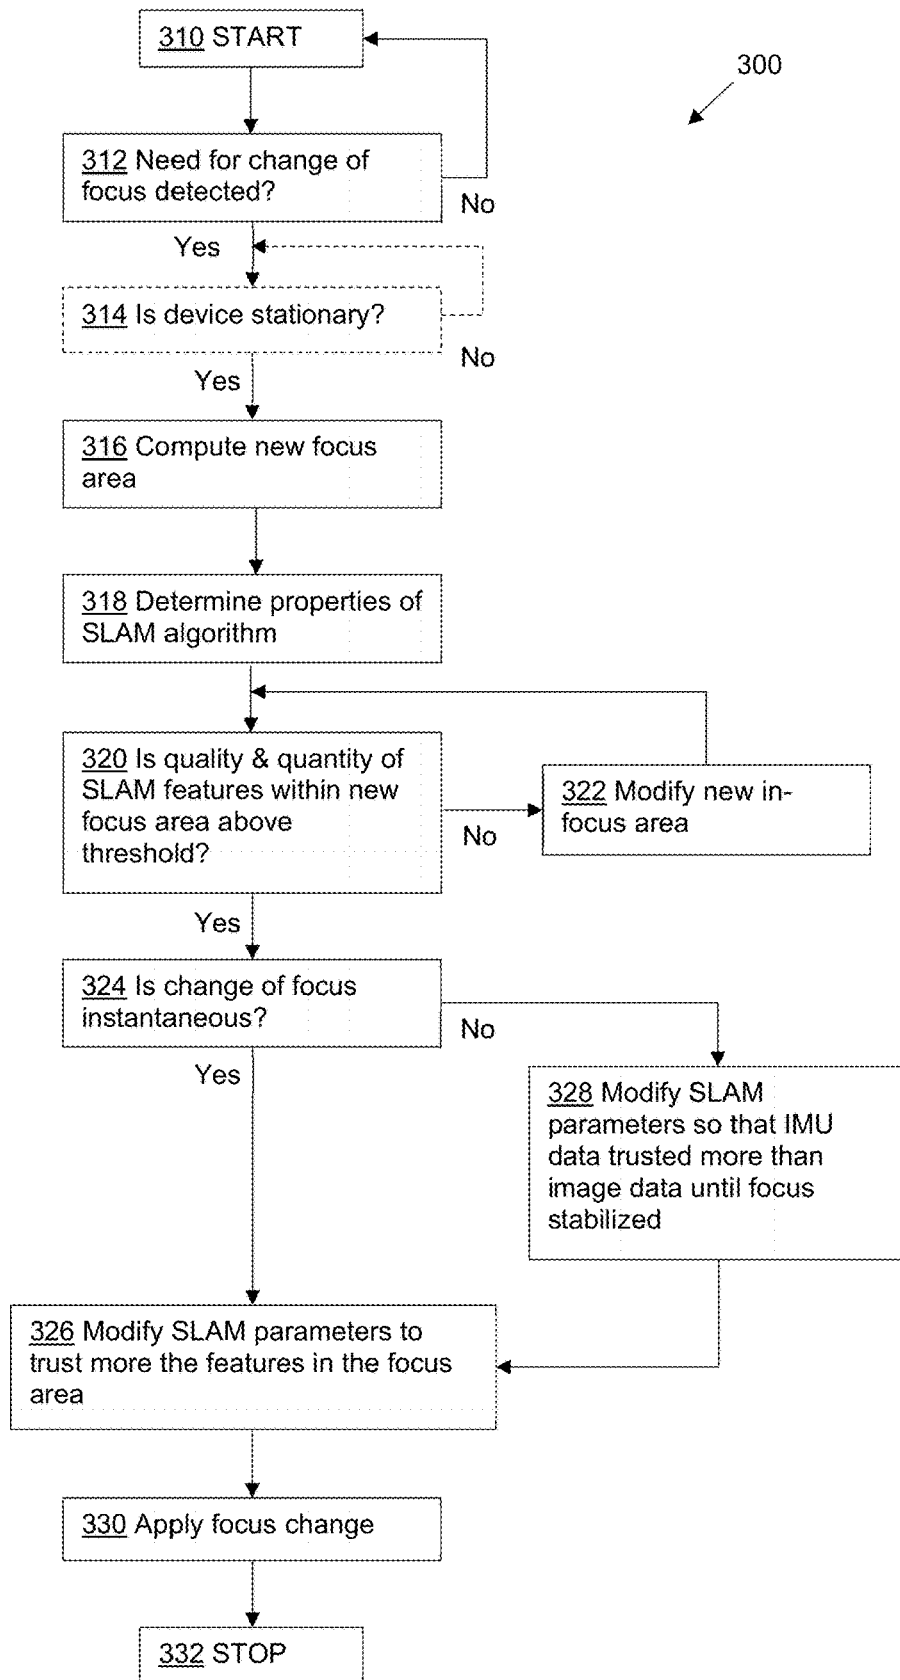 310 START
300
312 Need for change of
focus detected?
No
Yes
314 Is device stationary?
No
Yes
316 Compute new focus
area
318 Determine properties of
SLAM algorithm
320 Is quality & quantity of
SLAM features within new
focus area above
threshold?
322 Modify new in-
focus area
No
Yes
324 Is change of focus
instantaneous?
No
Yes
328 Modify SLAM
parameters so that IMU
data trusted more than
image data until focus
stabilized
326 Modify SLAM parameters to
trust more the features in the focus
area
330 Apply focus change
332 STOP